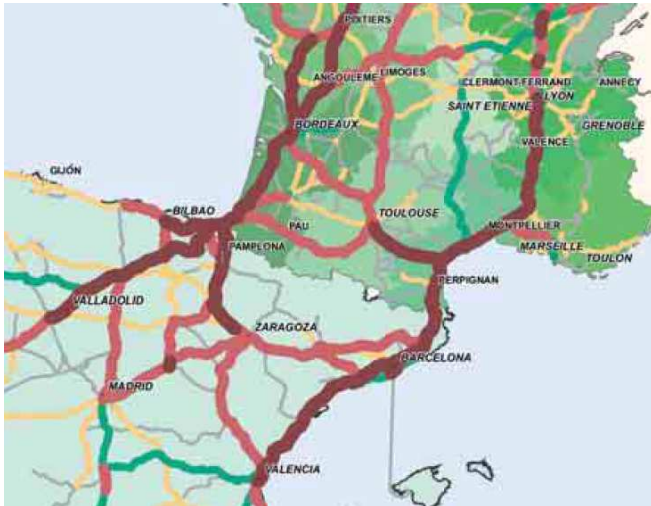 POITIERS
ANGOULEME
LIMOGES
CLERMONT-FERRAND
ANNECY
LYON
SAINT ETIENNE
BORDEAUX
GRENOBLE
VALENCE
GIJÓN
BILBAO
PAU
TOULOUSE
MONTPELLIER
PAMPLONA
MARSEILLE
TOULON
PERPIGNAN
VALLADOLID
ZARAGOZA
BARCELONA
MADRID
VALENCIA